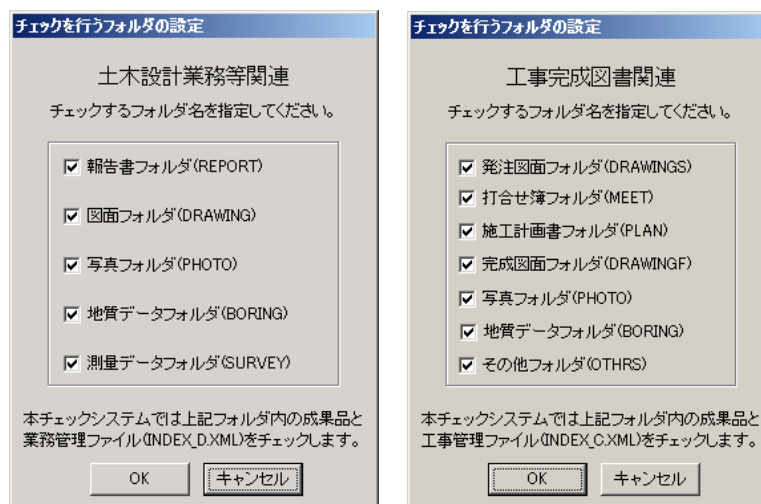 チェックを行うフォルダの設定
土木設計業務等関連
チェックするフォルダ名を指定してください。
報告書フォルダ(REPORT)
図面フォルダ(DRAWING)
写真フォルダ(PHOTO)
地質データフォルダ(BORING)
測量データフォルダ(SURVEY)
本チェックシステムでは上記フォルダ内の成果品と
業務管理ファイル(INDEX_D.XML)をチェックします。
OK
キャンセル
チェックを行うフォルダの設定
工事完成図書関連
チェックするフォルダ名を指定してください。
発注図面フォルダ(DRAWINGS)
打合せ簿フォルダ(MEET)
施工計画書フォルダ(PLAN)
完成図面フォルダ(DRAWINGF)
写真フォルダ(PHOTO)
地質データフォルダ(BORING)
その他フォルダ(OTHRS)
本チェックシステムでは上記フォルダ内の成果品と
工事管理ファイル(INDEX_C.XML)をチェックします。
OK
キャンセル